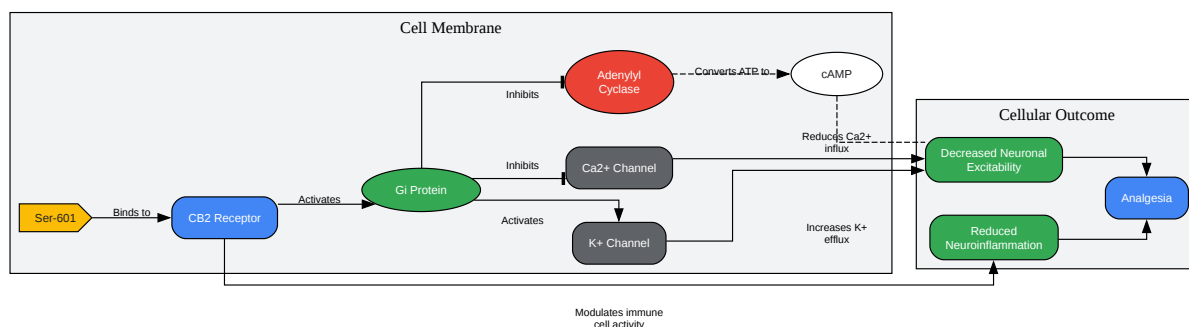 Cell Membrane
Adenylyl
Cyclase
Converts ATP to
cAMP
Inhibits
Cellular Outcome
Reduces Ca2+
influx
Decreased Neuronal
Excitability
Inhibits
Ca2+ Channel
Gi Protein
Analgesia
Ser-601
Binds to
CB2 Receptor
Activates
Activates
K+ Channel
Increases K+
efflux
Reduced
Neuroinflammation
Modulates immune
cell activity